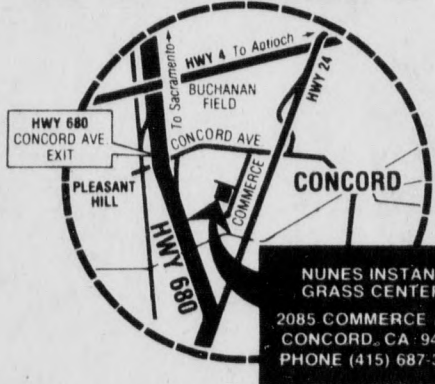 HWY 4 To Antioch
To Sacramento
HWY 24
BUCHANAN
FIELD
HWY 680
CONCORD AVE
EXIT
CONCORD AVE.
PLEASANT
HILL
COMMERCE
CONCORD
HWY 680
NUNES INSTAN
GRASS CENTER
2085 COMMERCE
CONCORD, CA 94
PHONE (415) 687-